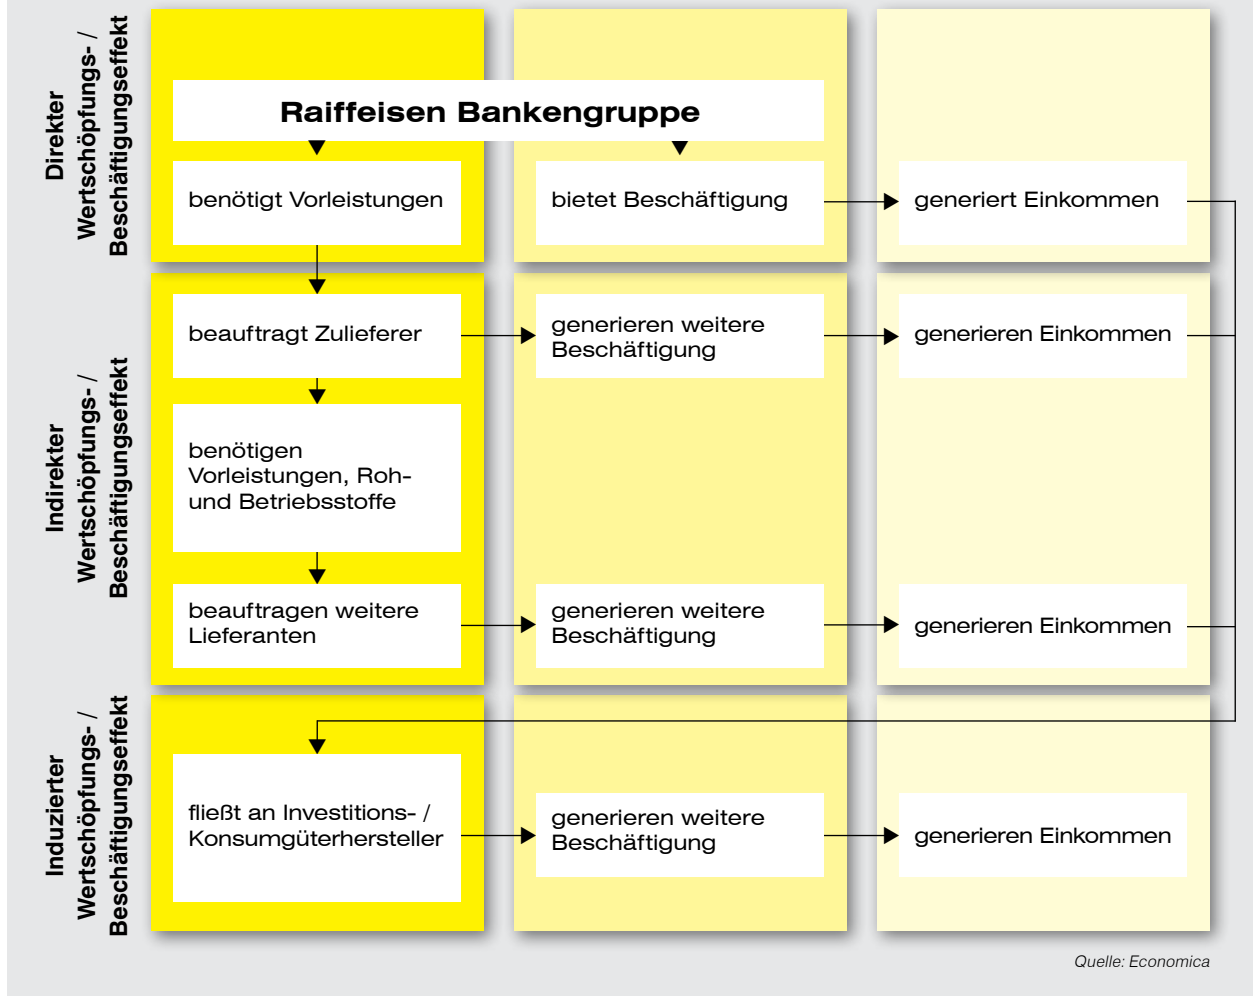 Direkter
Wertschöpfungs- /
Beschäftigungseffekt
Raiffeisen Bankengruppe
benötigt Vorleistungen
bietet Beschäftigung
generiert Einkommen
Indirekter
Wertschöpfungs- /
Beschäftigungseffekt
beauftragt Zulieferer
generieren weitere
Beschäftigung
generieren Einkommen
benötigen
Vorleistungen, Roh-
und Betriebsstoffe
beauftragen weitere
Lieferanten
generieren weitere
Beschäftigung
generieren Einkommen
Induzierter
Wertschöpfungs- /
Beschäftigungseffekt
fließt an Investitions- /
Konsumgüterhersteller
generieren weitere
Beschäftigung
generieren Einkommen
Quelle: Economica